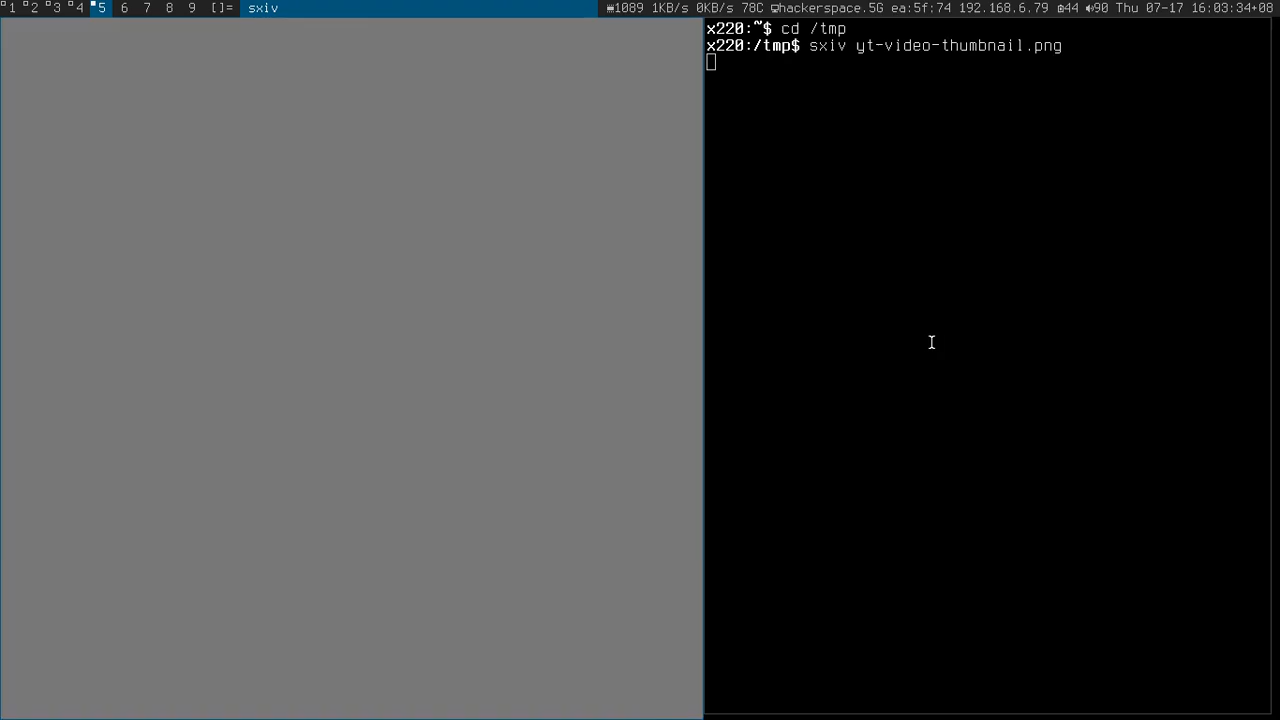 1 2 3 4 5 6 7 8 9 []= sxiv 1089 1KB/s 0KB/s 78C hackerspace.5G ea:5f:74 192.168.6.79 44 90 Thu 07-17 16:03:34+08
x220:~$ cd /tmp
x220:/tmp$ sxiv yt-video-thumbnail.png